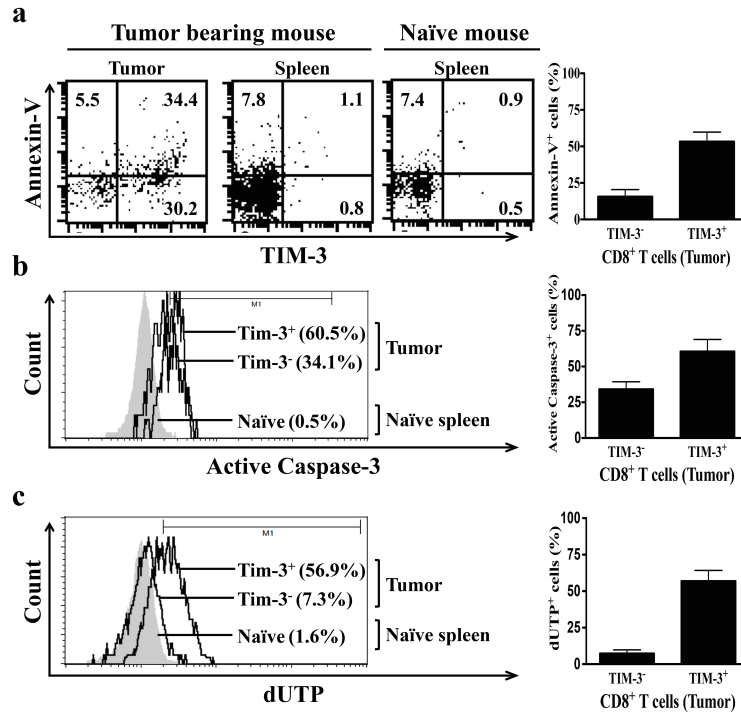 a
Tumor bearing mouse
Naïve mouse
Tumor
Spleen
Spleen
Annexin-V
5.5 34.4
30.2
7.8 1.1
0.8
7.4 0.9
0.5
TIM-3
Annexin-V⁺ cells (%)
100
75
50
25
0
TIM-3⁻ TIM-3⁺
CD8⁺ T cells (Tumor)
b
Count
M1
Tim-3⁺ (60.5%)
Tim-3⁻ (34.1%)
Tumor
Naïve (0.5%)
Naïve spleen
Active Caspase-3
Active Caspase-3⁺ cells (%)
100
75
50
25
0
TIM-3⁻ TIM-3⁺
CD8⁺ T cells (Tumor)
c
Count
M1
Tim-3⁺ (56.9%)
Tim-3⁻ (7.3%)
Tumor
Naïve (1.6%)
Naïve spleen
dUTP
dUTP⁺ cells (%)
100
75
50
25
0
TIM-3⁻ TIM-3⁺
CD8⁺ T cells (Tumor)